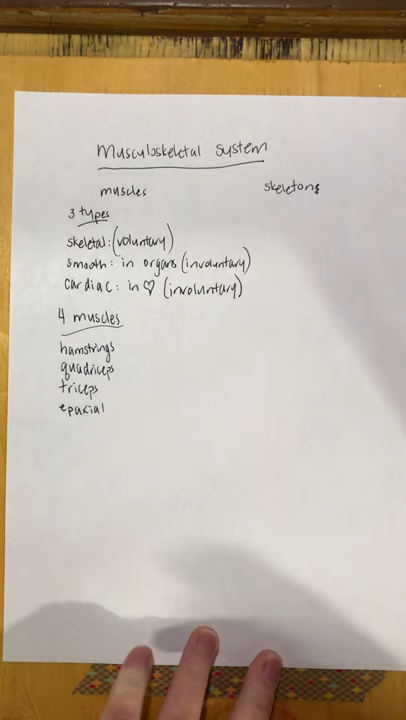 Musculoskeletal System
muscles
skeletons
3 types
skeletal: (voluntary)
smooth: in organs (involuntary)
cardiac: in ♡ (involuntary)
4 muscles
hamstrings
quadriceps
triceps
epaxial